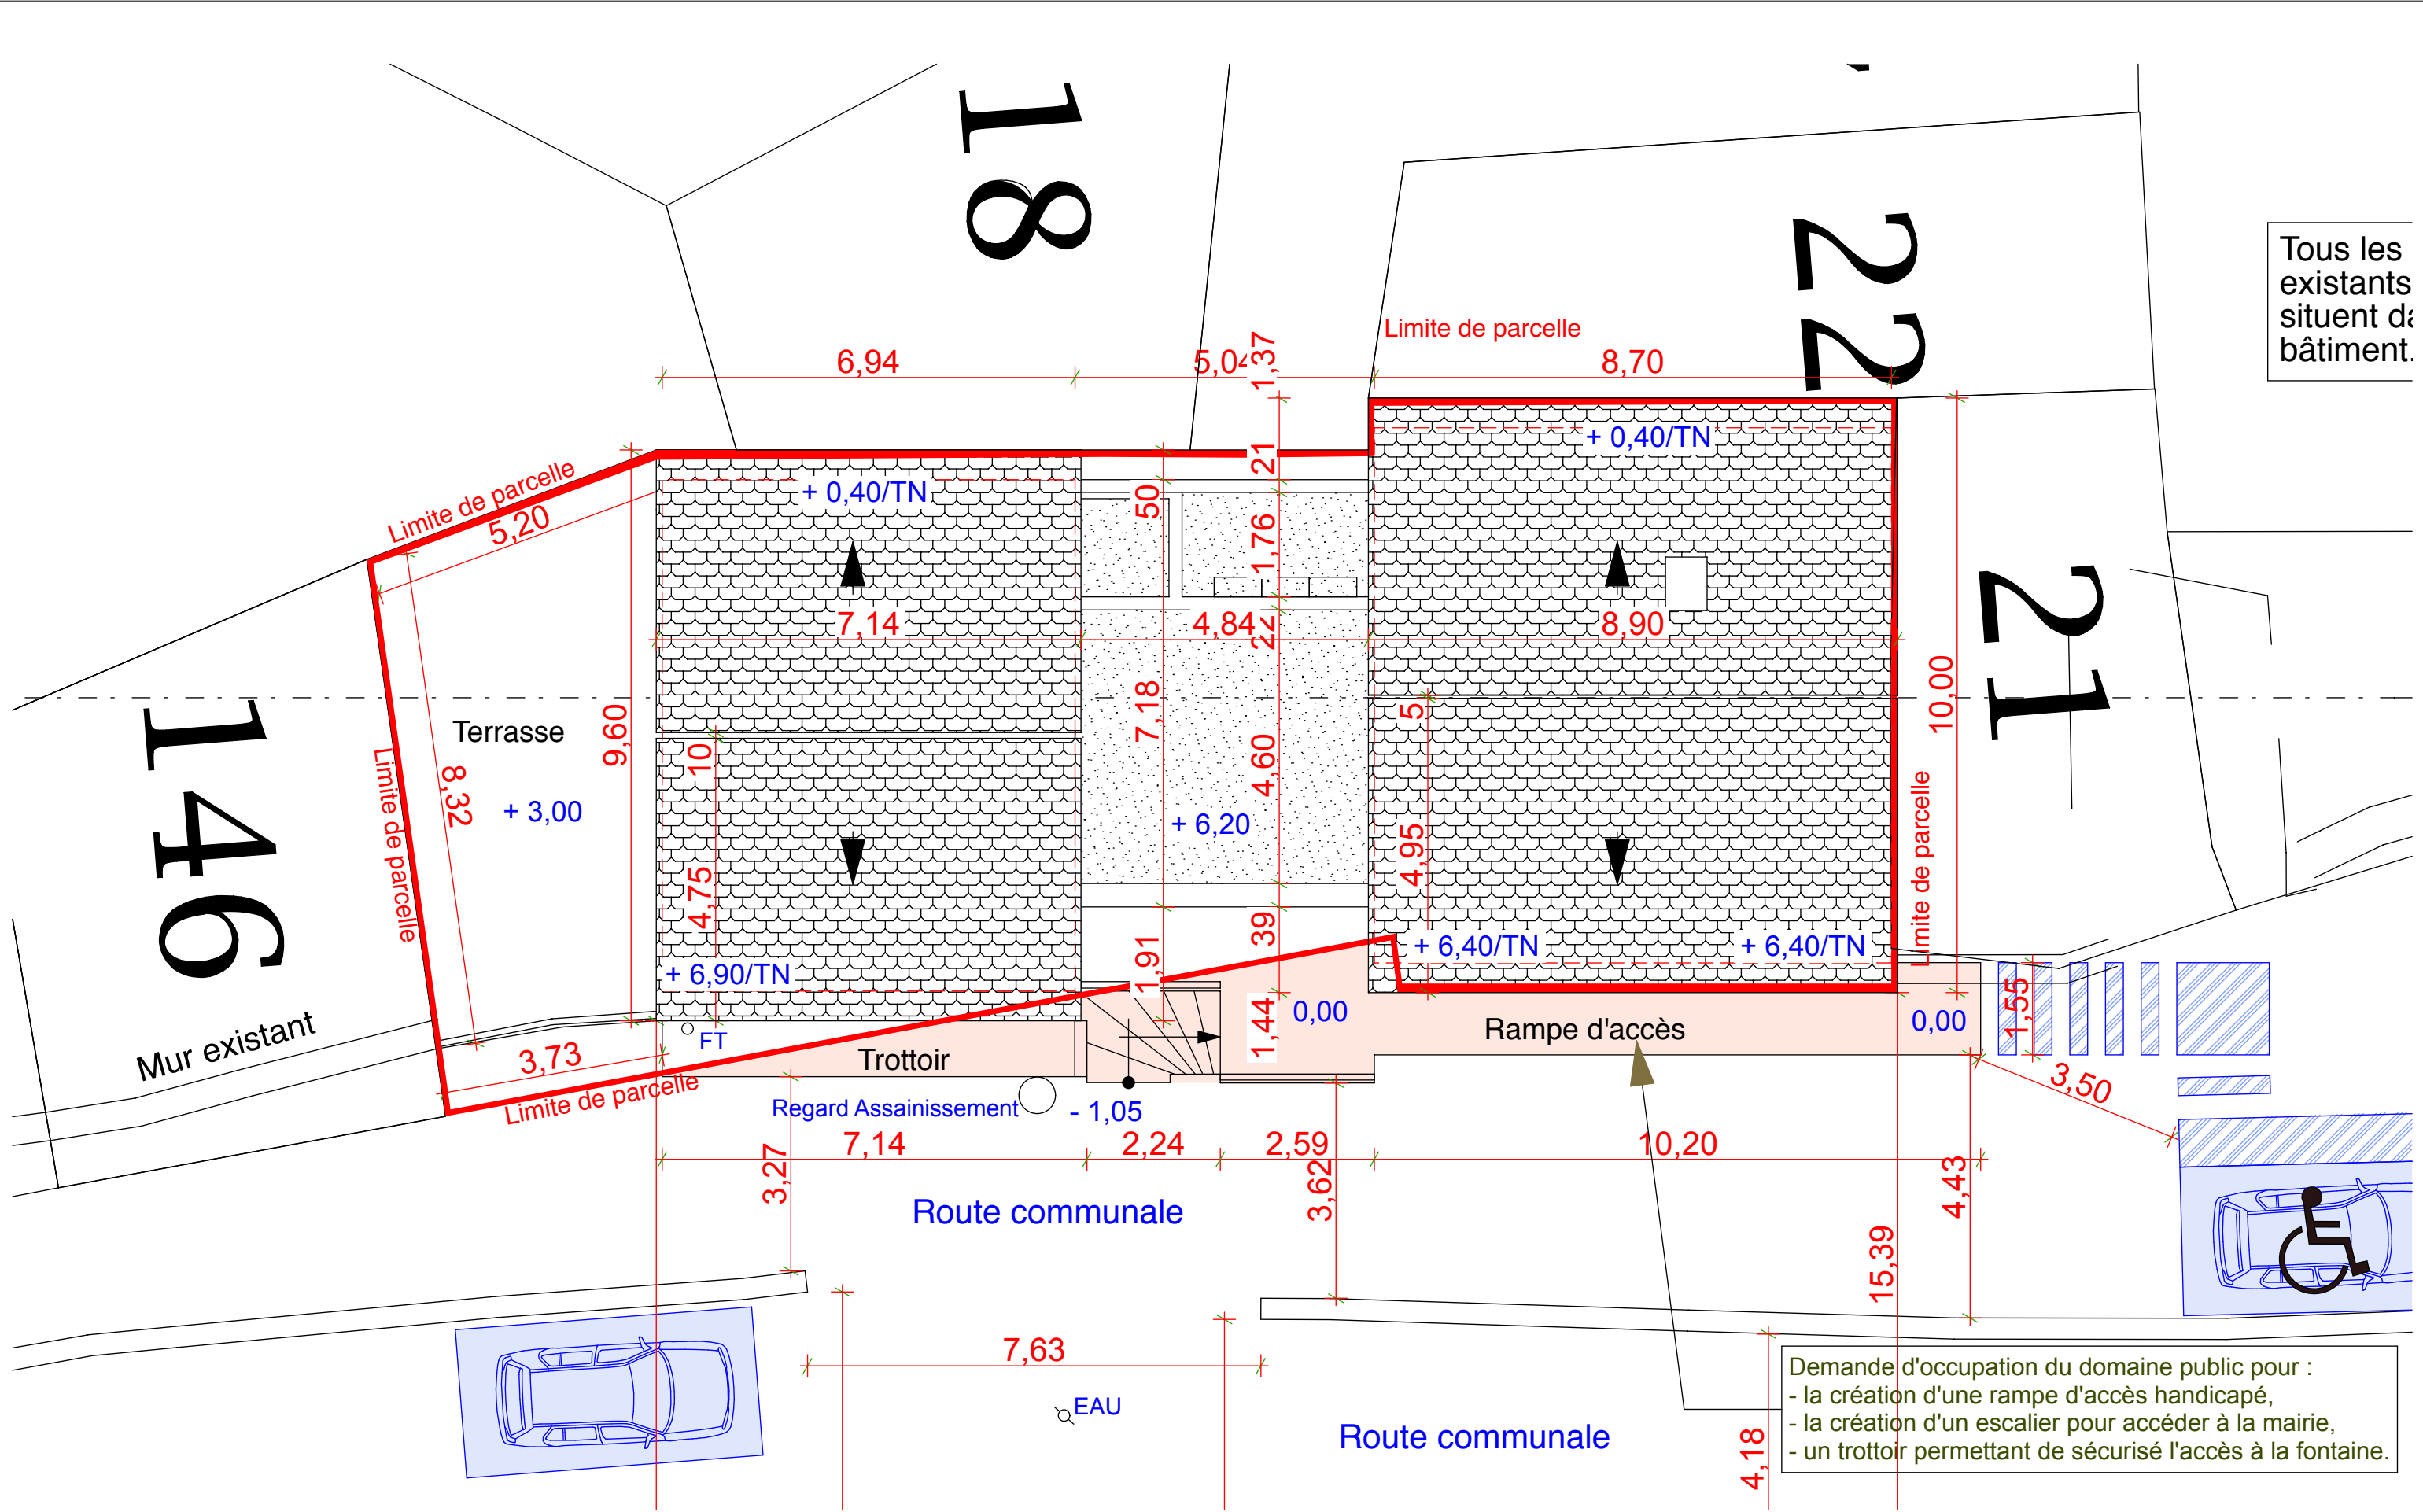 18
22
Tous les
existants
situent da
bâtiment.
Limite de parcelle
6,94
5,04
1,37
8,70
+ 0,40/TN
21
Limite de parcelle
5,20
+ 0,40/TN
50
1,76
7,14
4,84
22
8,90
21
146
Terrasse
+ 3,00
9,60
8,32
Limite de parcelle
10
7,18
4,60
5
10,00
+ 6,20
4,75
4,95
Limite de parcelle
39
1,91
+ 6,90/TN
+ 6,40/TN
+ 6,40/TN
Mur existant
3,73
FT
Trottoir
1,44
0,00
Rampe d'accès
0,00
1,55
Limite de parcelle
Regard Assainissement
- 1,05
3,50
7,14
2,24
2,59
10,20
3,27
3,62
4,43
Route communale
15,39
7,63
EAU
Route communale
4,18
Demande d'occupation du domaine public pour :
- la création d'une rampe d'accès handicapé,
- la création d'un escalier pour accéder à la mairie,
- un trottoir permettant de sécurisé l'accès à la fontaine.